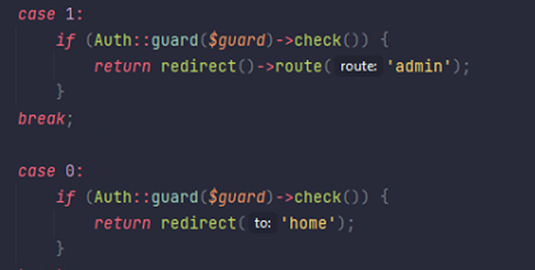 case 1:
if (Auth::guard($guard)->check()) {
return redirect()->route( route: 'admin');
}
break;
case 0:
if (Auth::guard($guard)->check()) {
return redirect( to: 'home');
}